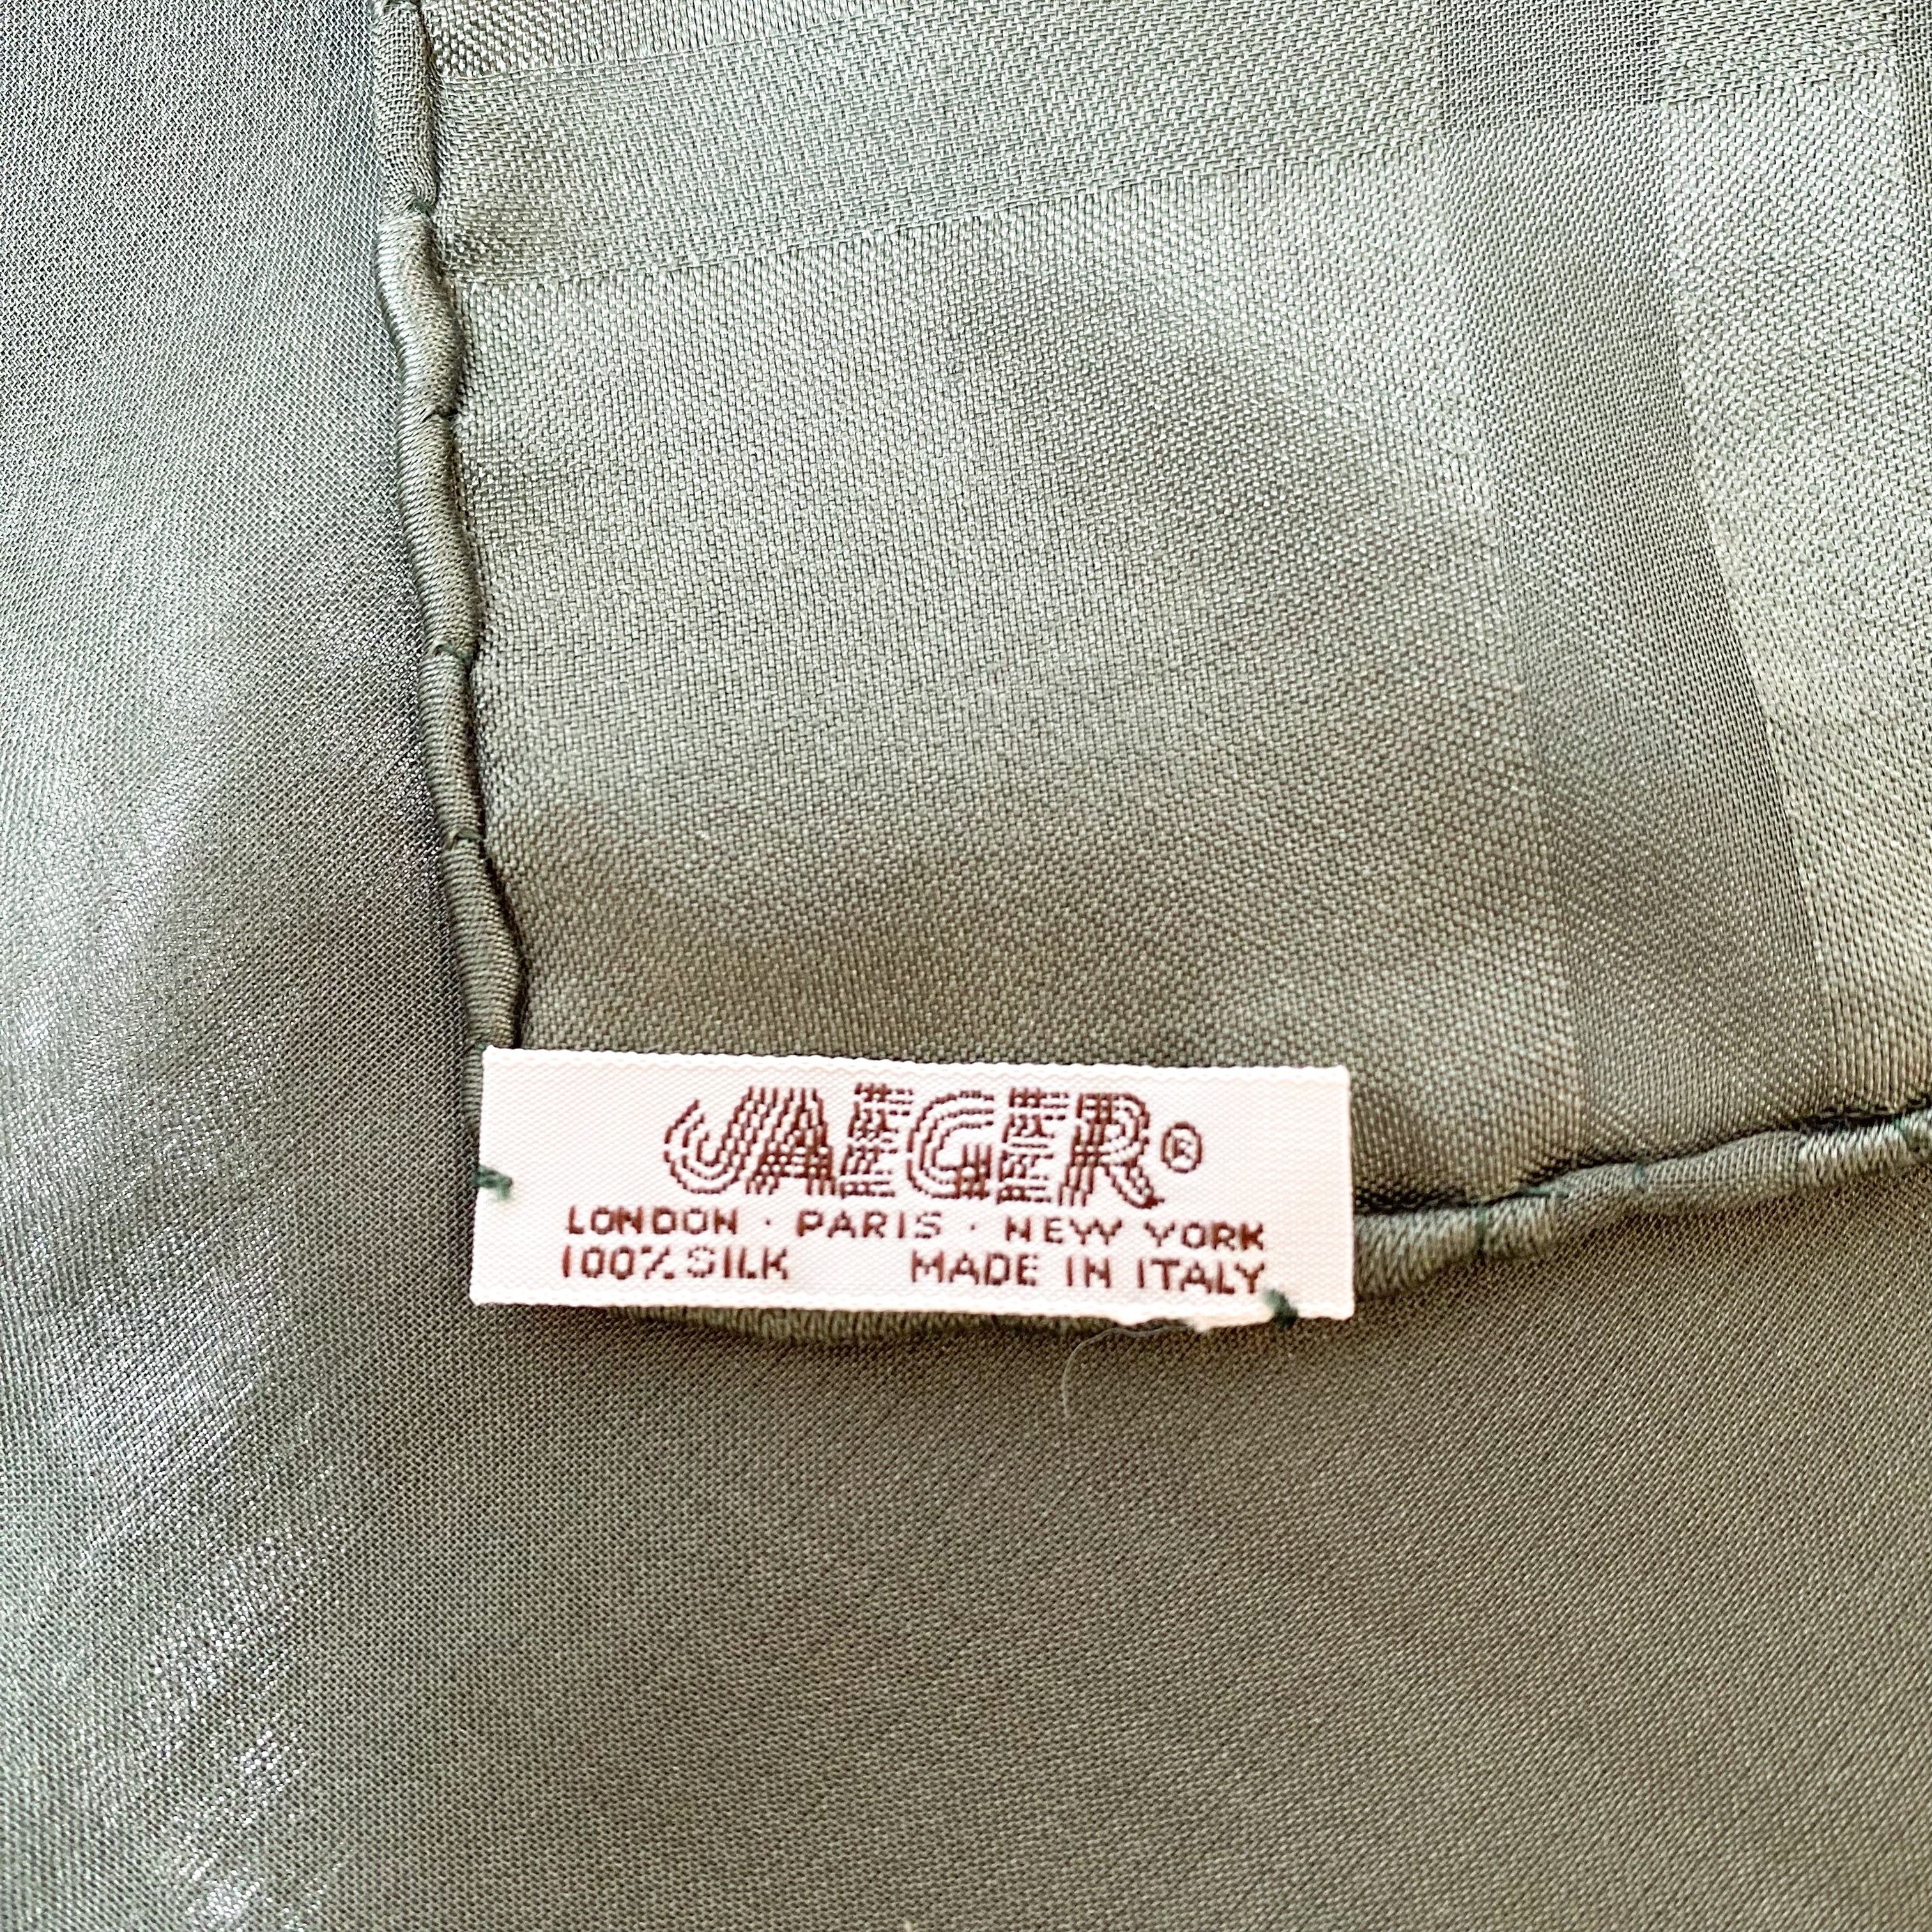 JAEGER®
LONDON · PARIS · NEW YORK
100% SILK MADE IN ITALY